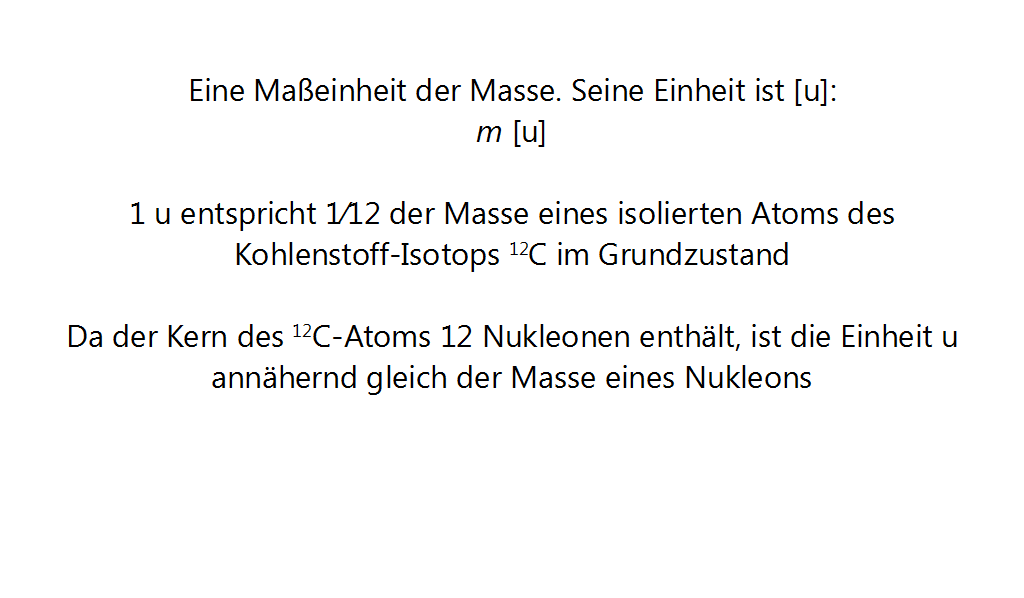 Eine Maßeinheit der Masse. Seine Einheit ist [u]:
m [u]
1 u entspricht 1⁄12 der Masse eines isolierten Atoms des
Kohlenstoff-Isotops ¹²C im Grundzustand
Da der Kern des ¹²C-Atoms 12 Nukleonen enthält, ist die Einheit u
annähernd gleich der Masse eines Nukleons